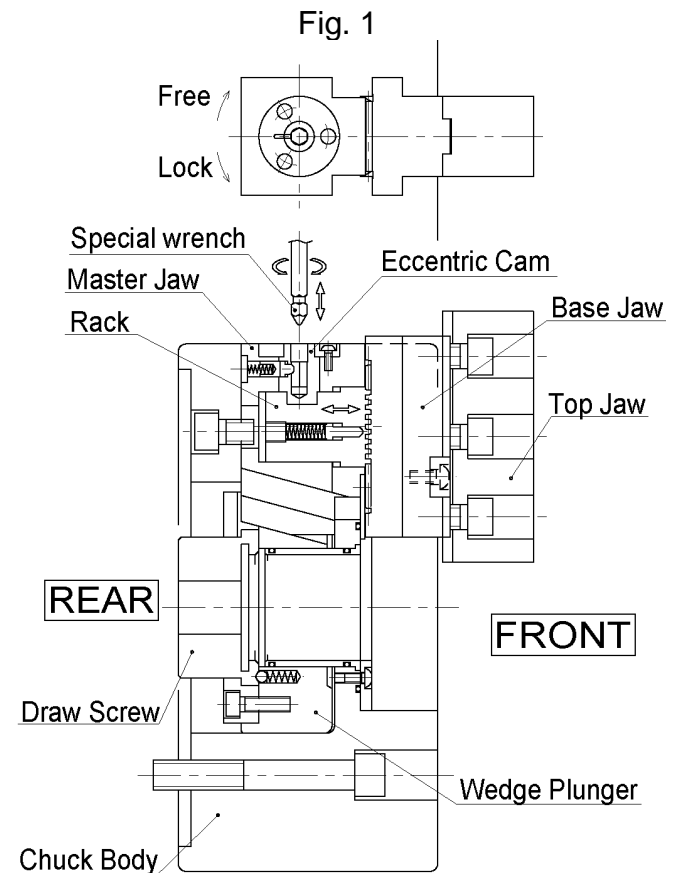 Fig. 1
Free
Lock
Special wrench
Eccentric Cam
Master Jaw
Base Jaw
Rack
Top Jaw
REAR
FRONT
Draw Screw
Wedge Plunger
Chuck Body